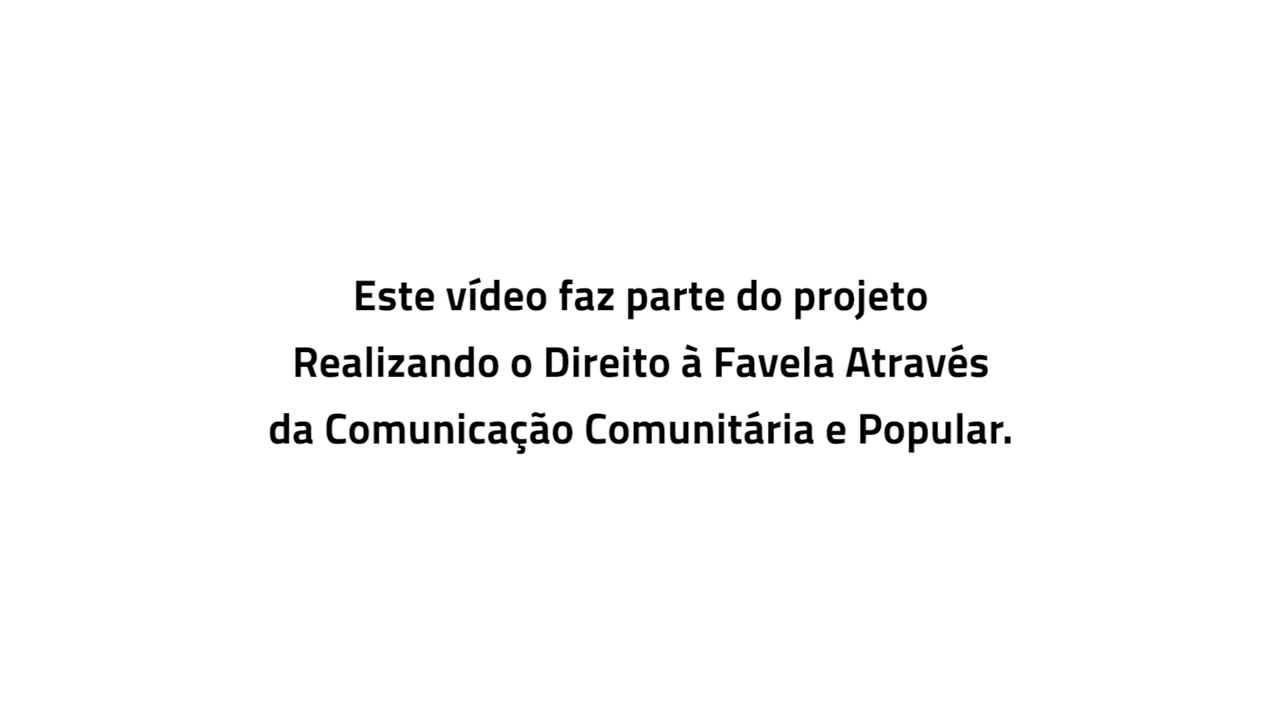 Este vídeo faz parte do projeto
Realizando o Direito à Favela Através
da Comunicação Comunitária e Popular.